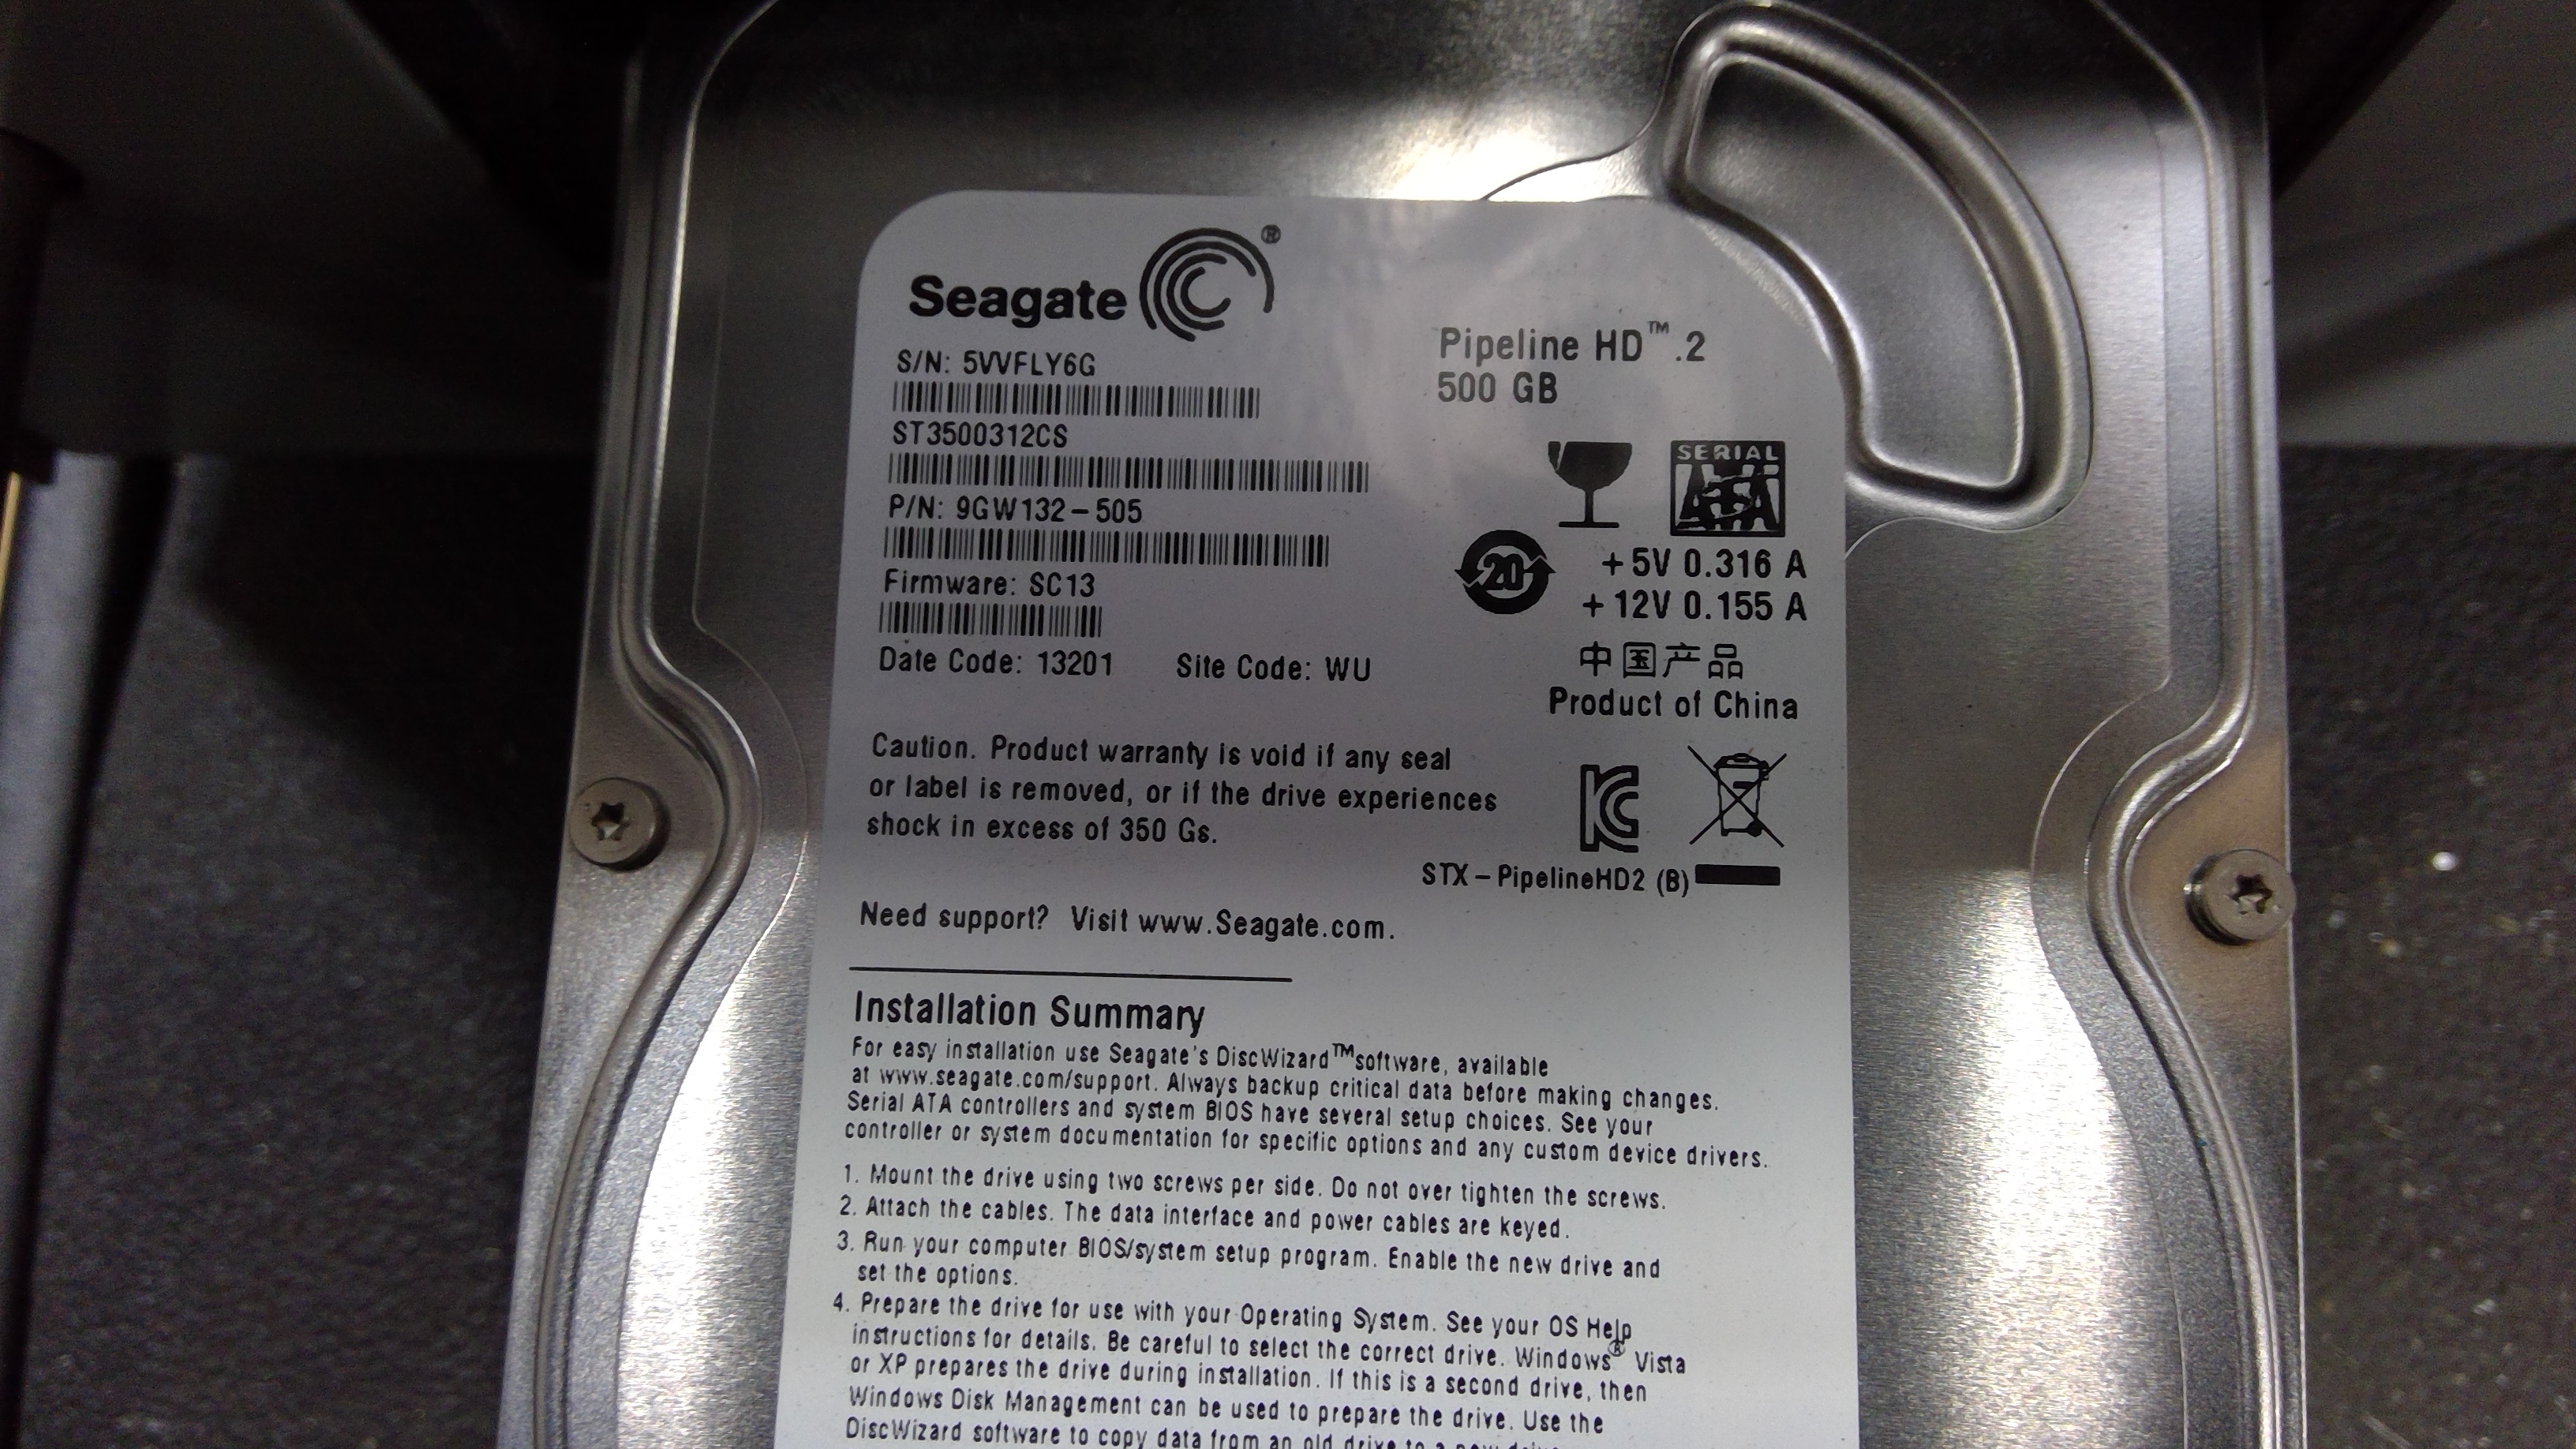 Seagate®
S/N: 5VVFLY6G
ST3500312CS
P/N: 9GW132-505
Firmware: SC13
Date Code: 13201 Site Code: WU
Pipeline HD™.2
500 GB
SERIAL
ATA
20
+5V 0.316 A
+12V 0.155 A
中国产品
Product of China
Caution. Product warranty is void if any seal
or label is removed, or if the drive experiences
shock in excess of 350 Gs.
STX-PipelineHD2 (B)
Need support? Visit www.Seagate.com.
Installation Summary
For easy installation use Seagate's DiscWizard™software, available
at www.seagate.com/support. Always backup critical data before making changes.
Serial ATA controllers and system BIOS have several setup choices. See your
controller or system documentation for specific options and any custom device drivers.
1. Mount the drive using two screws per side. Do not over tighten the screws.
2. Attach the cables. The data interface and power cables are keyed.
3. Run your computer BIOS/system setup program. Enable the new drive and
set the options.
4. Prepare the drive for use with your Operating System. See your OS Help
instructions for details. Be careful to select the correct drive. Windows® Vista
or XP prepares the drive during installation. If this is a second drive, then
Windows Disk Management can be used to prepare the drive. Use the
DiscWizard software to copy data from an old drive to a new